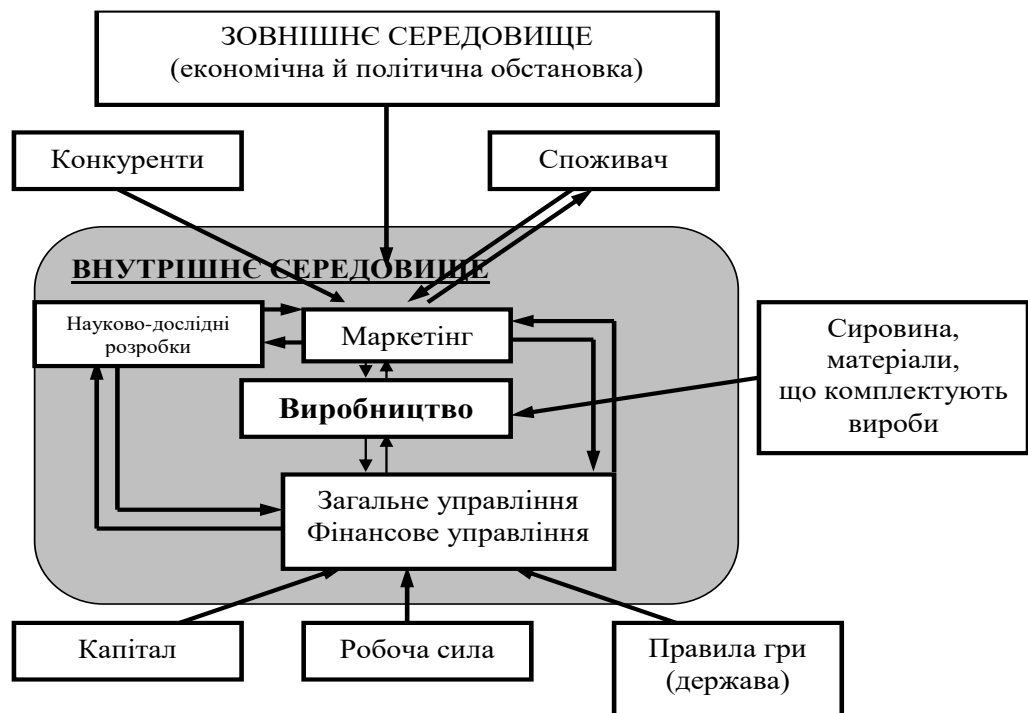 ЗОВНІШНЄ СЕРЕДОВИЩЕ
(економічна й політична обстановка)
Конкуренти
Споживач
ВНУТРІШНЄ СЕРЕДОВИЩЕ
Науково-дослідні
розробки
Маркетінг
Сировина,
матеріали,
що комплектують
вироби
Виробництво
Загальне управління
Фінансове управління
Капітал
Робоча сила
Правила гри
(держава)